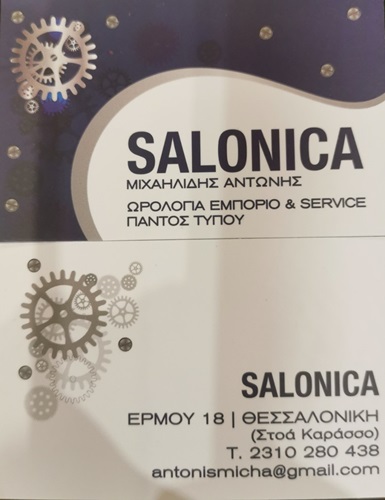 SALONICA
ΜΙΧΑΗΛΙΔΗΣ ΑΝΤΩΝΗΣ
ΩΡΟΛΟΓΙΑ ΕΜΠΟΡΙΟ & SERVICE
ΠΑΝΤΟΣ ΤΥΠΟΥ
SALONICA
ΕΡΜΟΥ 18 | ΘΕΣΣΑΛΟΝΙΚΗ
(Στοά Καράσσο)
Τ. 2310 280 438
antonismicha@gmail.com